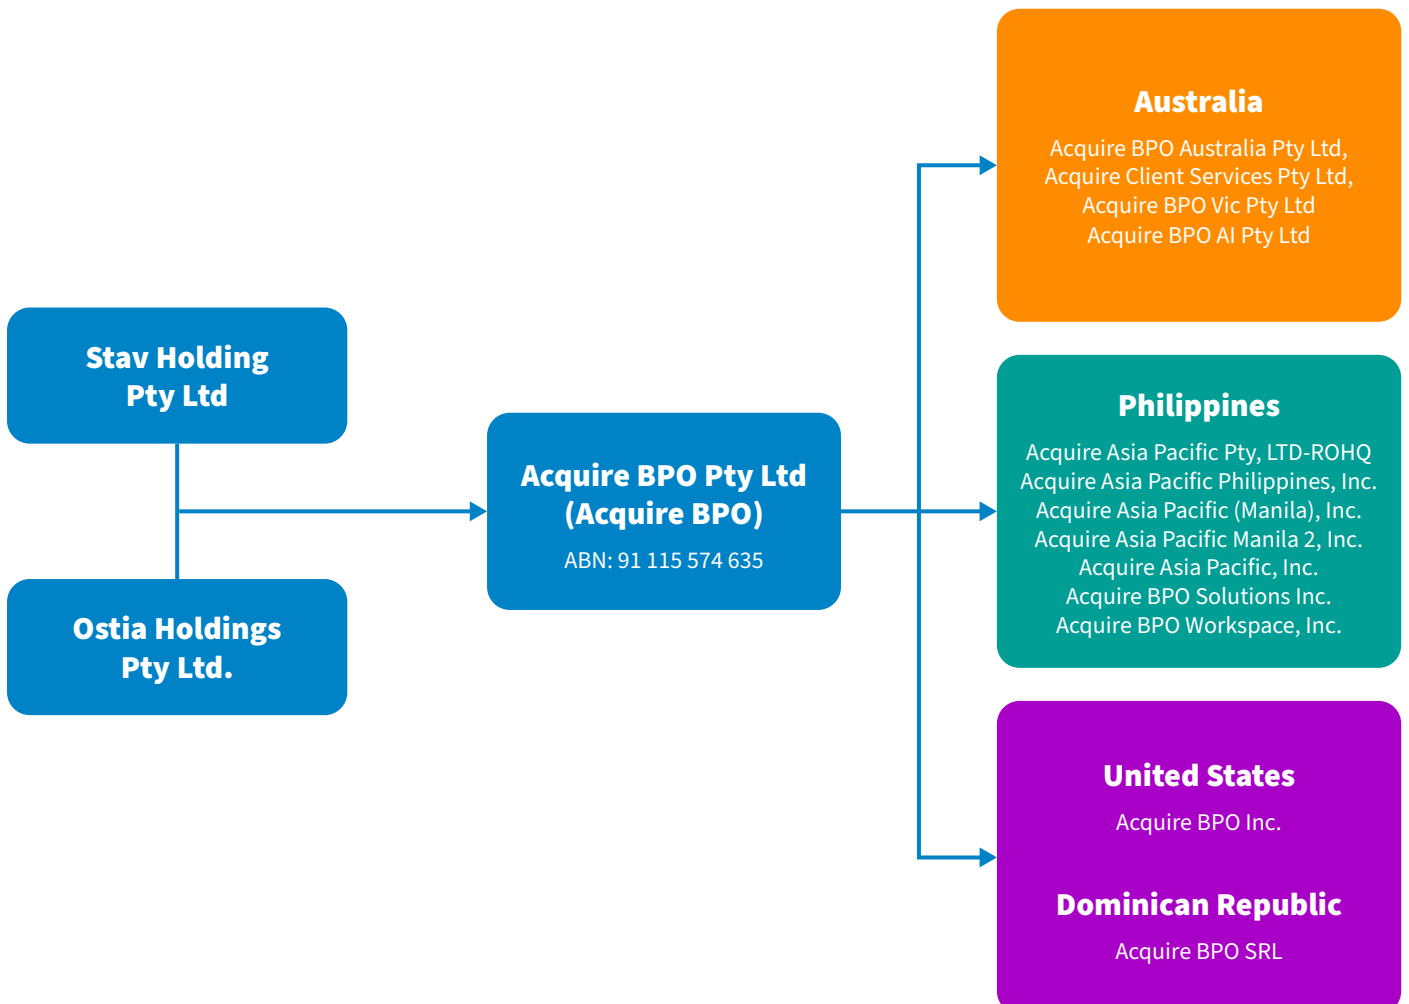 Stav Holding
Pty Ltd
Ostia Holdings
Pty Ltd.
Acquire BPO Pty Ltd
(Acquire BPO)
ABN: 91 115 574 635
Australia
Acquire BPO Australia Pty Ltd,
Acquire Client Services Pty Ltd,
Acquire BPO Vic Pty Ltd
Acquire BPO AI Pty Ltd
Philippines
Acquire Asia Pacific Pty, LTD-ROHQ
Acquire Asia Pacific Philippines, Inc.
Acquire Asia Pacific (Manila), Inc.
Acquire Asia Pacific Manila 2, Inc.
Acquire Asia Pacific, Inc.
Acquire BPO Solutions Inc.
Acquire BPO Workspace, Inc.
United States
Acquire BPO Inc.
Dominican Republic
Acquire BPO SRL